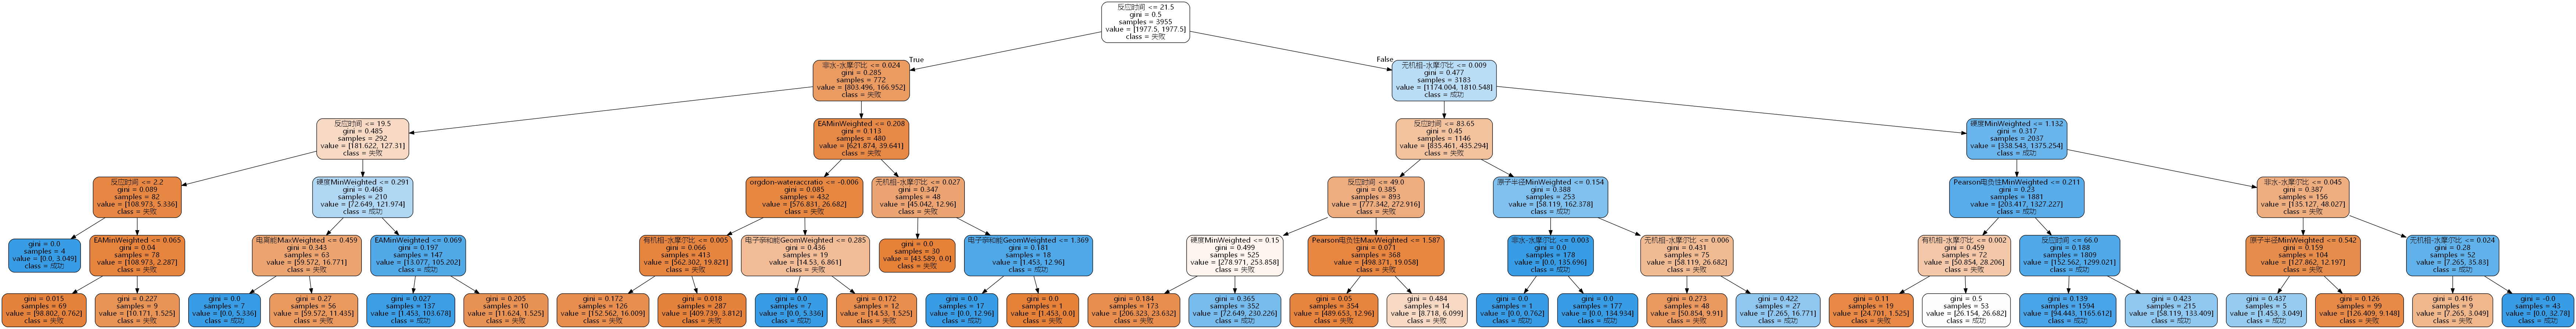 反应时间 <= 21.5
gini = 0.5
samples = 3955
value = [1977.5, 1977.5]
class = 失败
True
False
非水-水摩尔比 <= 0.024
gini = 0.285
samples = 772
value = [803.496, 166.952]
class = 失败
无机相-水摩尔比 <= 0.009
gini = 0.477
samples = 3183
value = [1174.004, 1810.548]
class = 成功
反应时间 <= 19.5
gini = 0.485
samples = 292
value = [181.622, 127.31]
class = 失败
EAMinWeighted <= 0.208
gini = 0.113
samples = 480
value = [621.874, 39.641]
class = 失败
反应时间 <= 83.65
gini = 0.45
samples = 1146
value = [835.461, 435.294]
class = 失败
硬度MinWeighted <= 1.132
gini = 0.317
samples = 2037
value = [338.543, 1375.254]
class = 成功
反应时间 <= 2.2
gini = 0.089
samples = 82
value = [108.973, 5.336]
class = 失败
硬度MinWeighted <= 0.291
gini = 0.468
samples = 210
value = [72.649, 121.974]
class = 成功
orgdon-wateraccratio <= -0.006
gini = 0.085
samples = 432
value = [576.831, 26.682]
class = 失败
无机相-水摩尔比 <= 0.027
gini = 0.347
samples = 48
value = [45.042, 12.96]
class = 失败
反应时间 <= 49.0
gini = 0.385
samples = 893
value = [777.342, 272.916]
class = 失败
原子半径MinWeighted <= 0.154
gini = 0.388
samples = 253
value = [58.119, 162.378]
class = 成功
Pearson电负性MinWeighted <= 0.211
gini = 0.23
samples = 1881
value = [203.417, 1327.227]
class = 成功
非水-水摩尔比 <= 0.045
gini = 0.387
samples = 156
value = [135.127, 48.027]
class = 失败
gini = 0.0
samples = 4
value = [0.0, 3.049]
class = 成功
EAMinWeighted <= 0.065
gini = 0.04
samples = 78
value = [108.973, 2.287]
class = 失败
电离能MaxWeighted <= 0.459
gini = 0.343
samples = 63
value = [59.572, 16.771]
class = 失败
EAMinWeighted <= 0.069
gini = 0.197
samples = 147
value = [13.077, 105.202]
class = 成功
有机相-水摩尔比 <= 0.005
gini = 0.066
samples = 413
value = [562.302, 19.821]
class = 失败
电子亲和能GeomWeighted <= 0.285
gini = 0.436
samples = 19
value = [14.53, 6.861]
class = 失败
gini = 0.0
samples = 30
value = [43.589, 0.0]
class = 失败
电子亲和能GeomWeighted <= 1.369
gini = 0.181
samples = 18
value = [1.453, 12.96]
class = 成功
硬度MinWeighted <= 0.15
gini = 0.499
samples = 525
value = [278.971, 253.858]
class = 失败
Pearson电负性MaxWeighted <= 1.587
gini = 0.071
samples = 368
value = [498.371, 19.058]
class = 失败
非水-水摩尔比 <= 0.003
gini = 0.0
samples = 178
value = [0.0, 135.696]
class = 成功
无机相-水摩尔比 <= 0.006
gini = 0.431
samples = 75
value = [58.119, 26.682]
class = 失败
有机相-水摩尔比 <= 0.002
gini = 0.459
samples = 72
value = [50.854, 28.206]
class = 失败
反应时间 <= 66.0
gini = 0.188
samples = 1809
value = [152.562, 1299.021]
class = 成功
原子半径MinWeighted <= 0.542
gini = 0.159
samples = 104
value = [127.862, 12.197]
class = 失败
无机相-水摩尔比 <= 0.024
gini = 0.28
samples = 52
value = [7.265, 35.83]
class = 成功
gini = 0.015
samples = 69
value = [98.802, 0.762]
class = 失败
gini = 0.227
samples = 9
value = [10.171, 1.525]
class = 失败
gini = 0.0
samples = 7
value = [0.0, 5.336]
class = 成功
gini = 0.27
samples = 56
value = [59.572, 11.435]
class = 失败
gini = 0.027
samples = 137
value = [1.453, 103.678]
class = 成功
gini = 0.205
samples = 10
value = [11.624, 1.525]
class = 失败
gini = 0.172
samples = 126
value = [152.562, 16.009]
class = 失败
gini = 0.018
samples = 287
value = [409.739, 3.812]
class = 失败
gini = 0.0
samples = 7
value = [0.0, 5.336]
class = 成功
gini = 0.172
samples = 12
value = [14.53, 1.525]
class = 失败
gini = 0.0
samples = 17
value = [0.0, 12.96]
class = 成功
gini = 0.0
samples = 1
value = [1.453, 0.0]
class = 失败
gini = 0.184
samples = 173
value = [206.323, 23.632]
class = 失败
gini = 0.365
samples = 352
value = [72.649, 230.226]
class = 成功
gini = 0.05
samples = 354
value = [489.653, 12.96]
class = 失败
gini = 0.484
samples = 14
value = [8.718, 6.099]
class = 失败
gini = 0.0
samples = 1
value = [0.0, 0.762]
class = 成功
gini = 0.0
samples = 177
value = [0.0, 134.934]
class = 成功
gini = 0.273
samples = 48
value = [50.854, 9.91]
class = 失败
gini = 0.422
samples = 27
value = [7.265, 16.771]
class = 成功
gini = 0.11
samples = 19
value = [24.701, 1.525]
class = 失败
gini = 0.5
samples = 53
value = [26.154, 26.682]
class = 成功
gini = 0.139
samples = 1594
value = [94.443, 1165.612]
class = 成功
gini = 0.423
samples = 215
value = [58.119, 133.409]
class = 成功
gini = 0.437
samples = 5
value = [1.453, 3.049]
class = 成功
gini = 0.126
samples = 99
value = [126.409, 9.148]
class = 失败
gini = 0.416
samples = 9
value = [7.265, 3.049]
class = 失败
gini = -0.0
samples = 43
value = [0.0, 32.78]
class = 成功